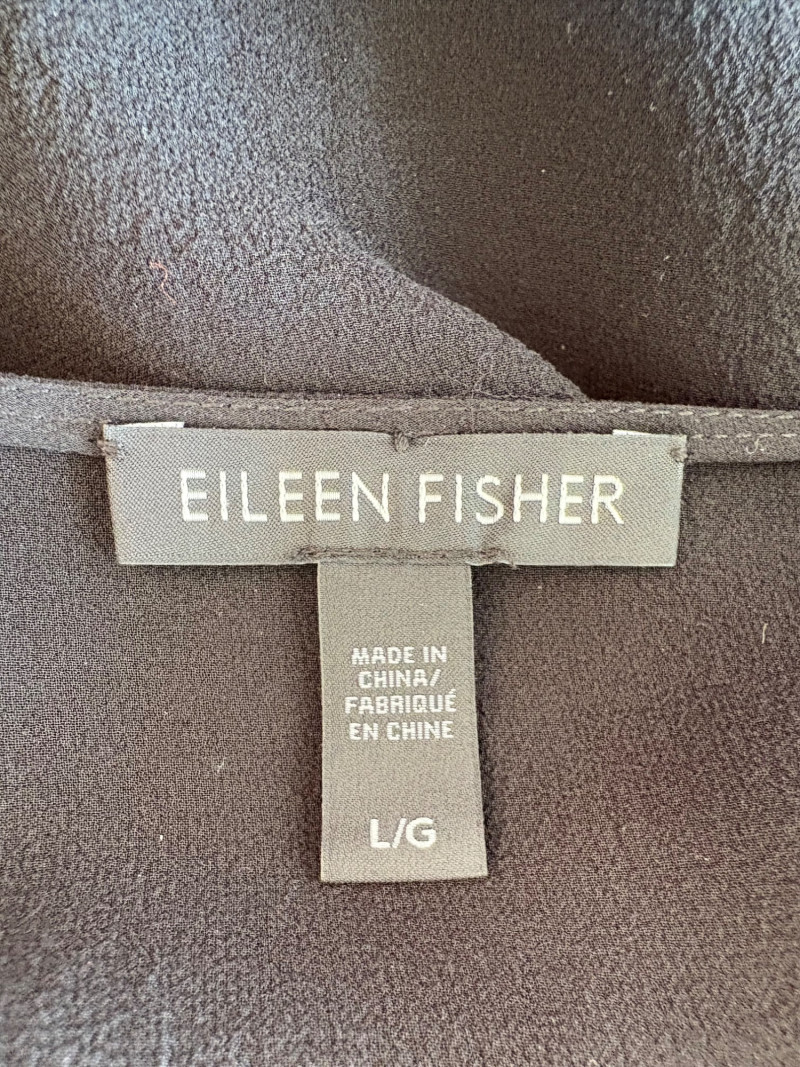 EILEEN FISHER
MADE IN
CHINA/
FABRIQUÉ
EN CHINE
L/G